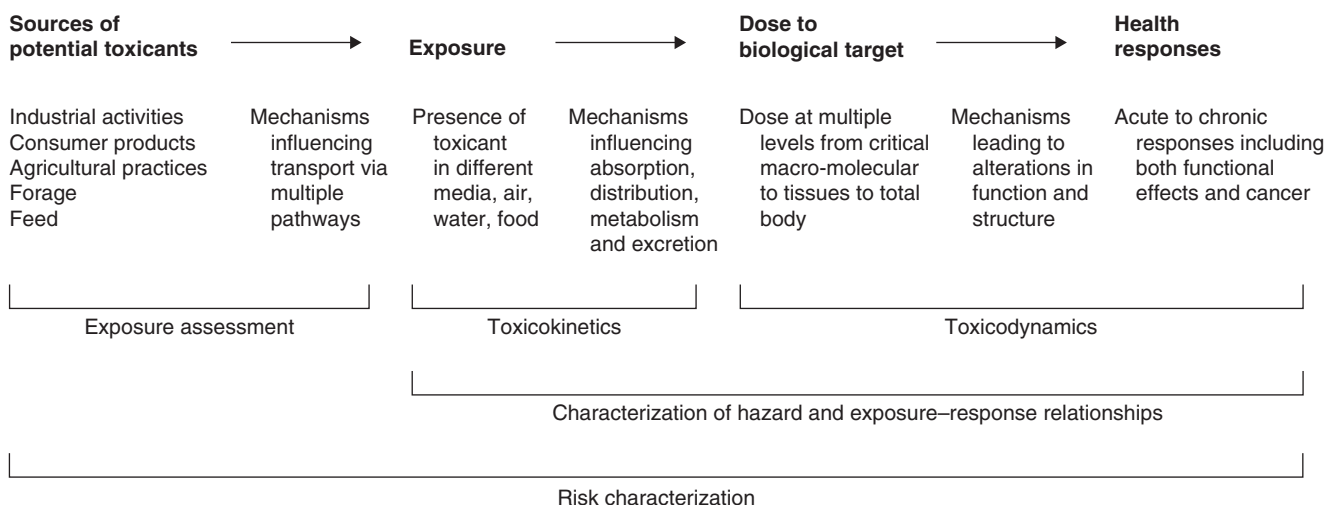 Sources of
potential toxicants
Exposure
Dose to
biological target
Health
responses
Industrial activities
Consumer products
Agricultural practices
Forage
Feed
Mechanisms
influencing
transport via
multiple
pathways
Presence of
toxicant
in different
media, air,
water, food
Mechanisms
influencing
absorption,
distribution,
metabolism
and excretion
Dose at multiple
levels from critical
macro-molecular
to tissues to total
body
Mechanisms
leading to
alterations in
function and
structure
Acute to chronic
responses including
both functional
effects and cancer
Exposure assessment
Toxicokinetics
Toxicodynamics
Characterization of hazard and exposure–response relationships
Risk characterization